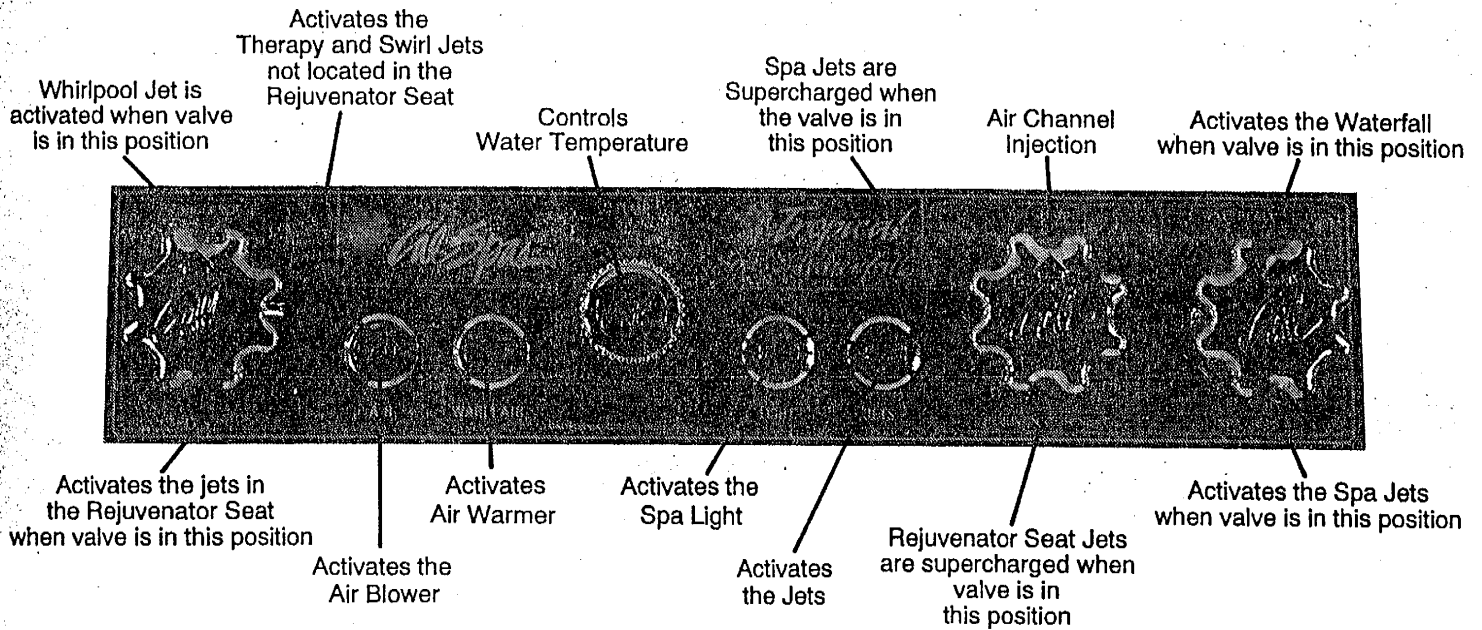 Activates the
Therapy and Swirl Jets
not located in the
Rejuvenator Seat
Whirlpool Jet is
activated when valve
is in this position
Controls
Water Temperature
Spa Jets are
Supercharged when
the valve is in
this position
Air Channel
Injection
Activates the Waterfall
when valve is in this position
Cal Spas
Tropical
WARM AIR
Activates the jets in
the Rejuvenator Seat
when valve is in this position
Activates the
Air Blower
Activates
Air Warmer
Activates the
Spa Light
Activates
the Jets
Rejuvenator Seat Jets
are supercharged when
valve is in
this position
Activates the Spa Jets
when valve is in this position